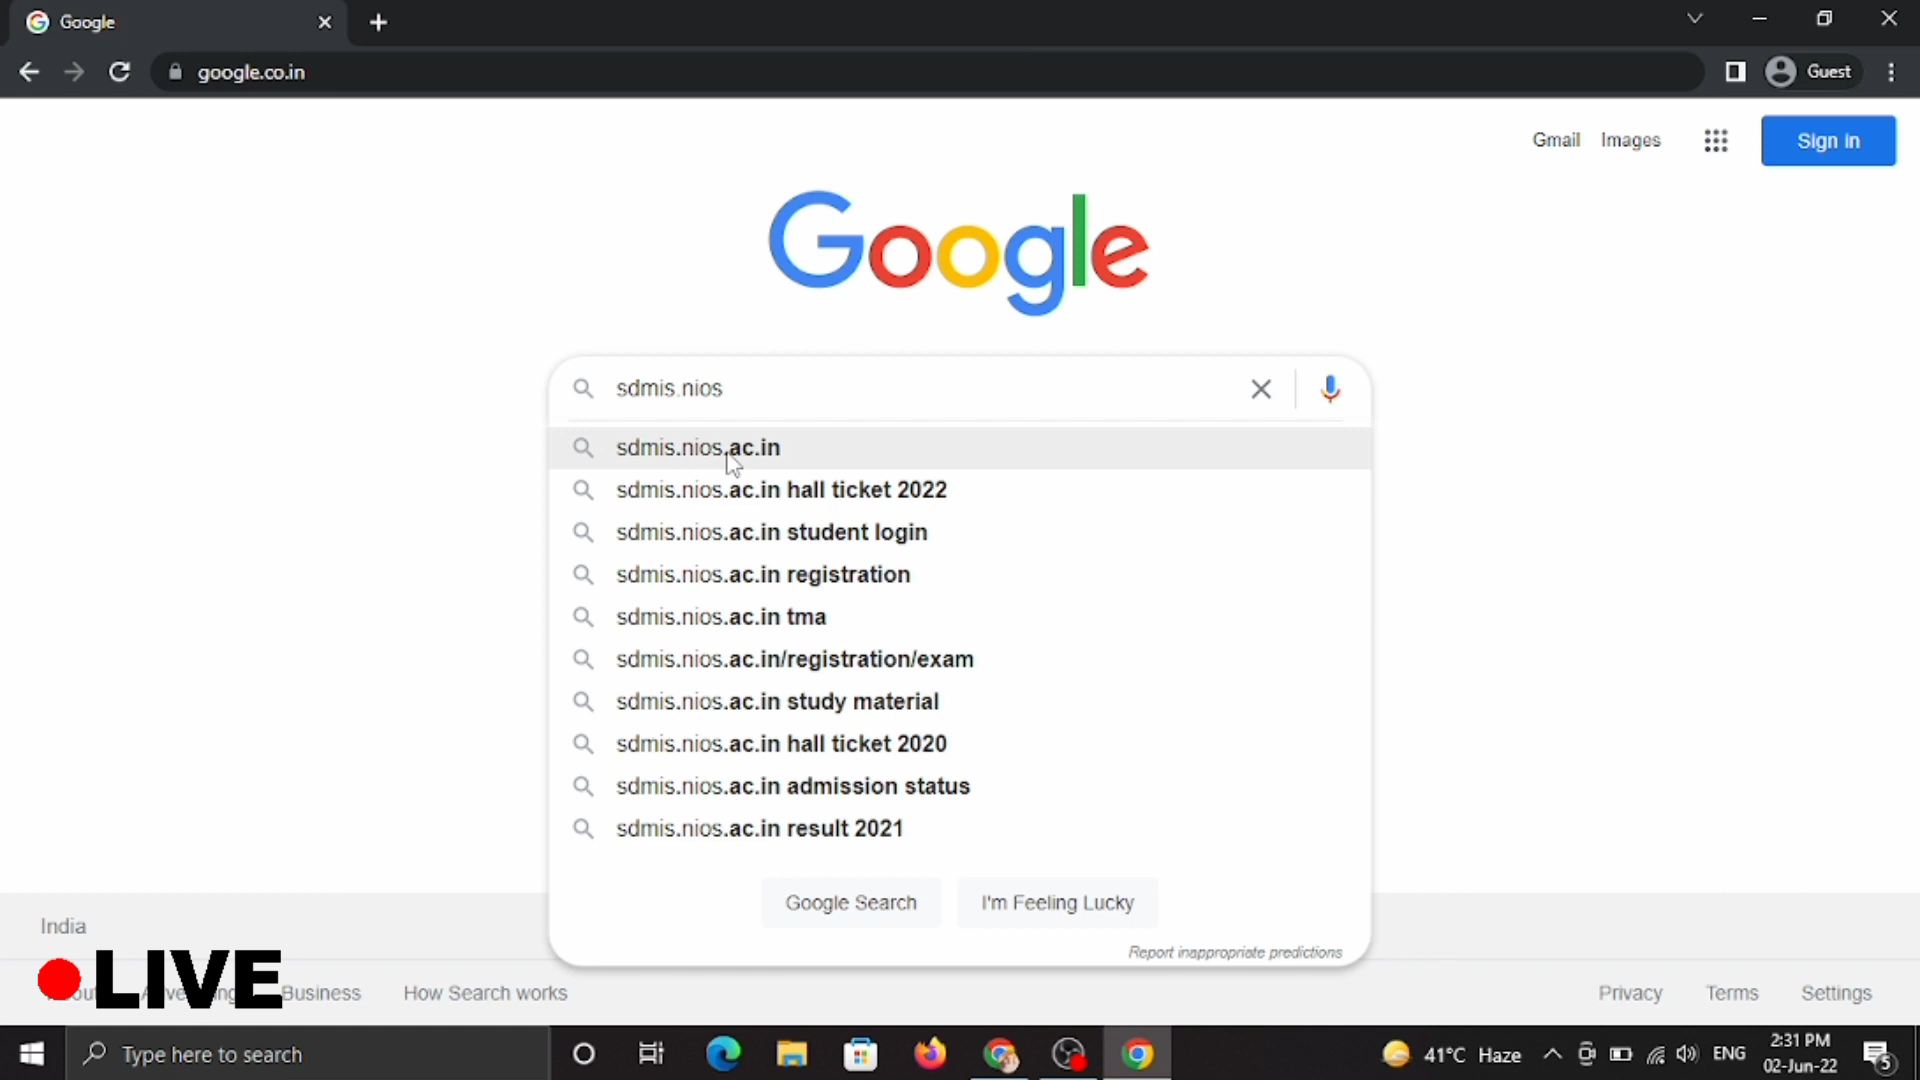 Google
google.co.in
Guest
Gmail Images Sign in
Google
sdmis.nios
sdmis.nios.ac.in
sdmis.nios.ac.in hall ticket 2022
sdmis.nios.ac.in student login
sdmis.nios.ac.in registration
sdmis.nios.ac.in tma
sdmis.nios.ac.in/registration/exam
sdmis.nios.ac.in study material
sdmis.nios.ac.in hall ticket 2020
sdmis.nios.ac.in admission status
sdmis.nios.ac.in result 2021
Google Search I'm Feeling Lucky
Report inappropriate predictions
India
LIVE
Business How Search works Privacy Terms Settings
Type here to search
41°C Haze ENG
2:31 PM
02-Jun-22
5